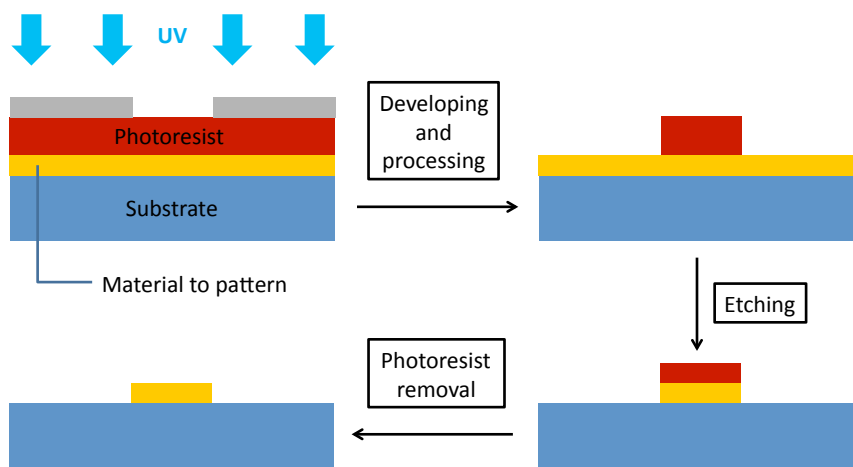 UV
Photoresist
Substrate
Material to pattern
Developing
and
processing
Etching
Photoresist
removal